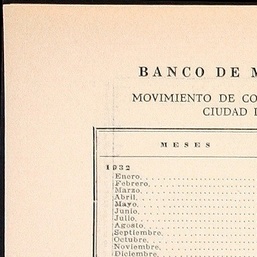 BANCO DE M
MOVIMIENTO DE CO
CIUDAD D
MESES
1932
Enero
Febrero
Marzo
Abril
Mayo
Junio
Julio
Agosto
Septiembre
Octubre
Noviembre
Diciembre